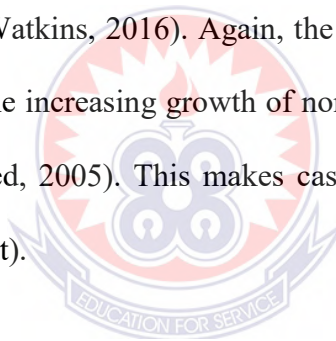 Watkins, 2016). Again, the
e increasing growth of nor
ed, 2005). This makes cas
t).
EDUCATION FOR SERVICE